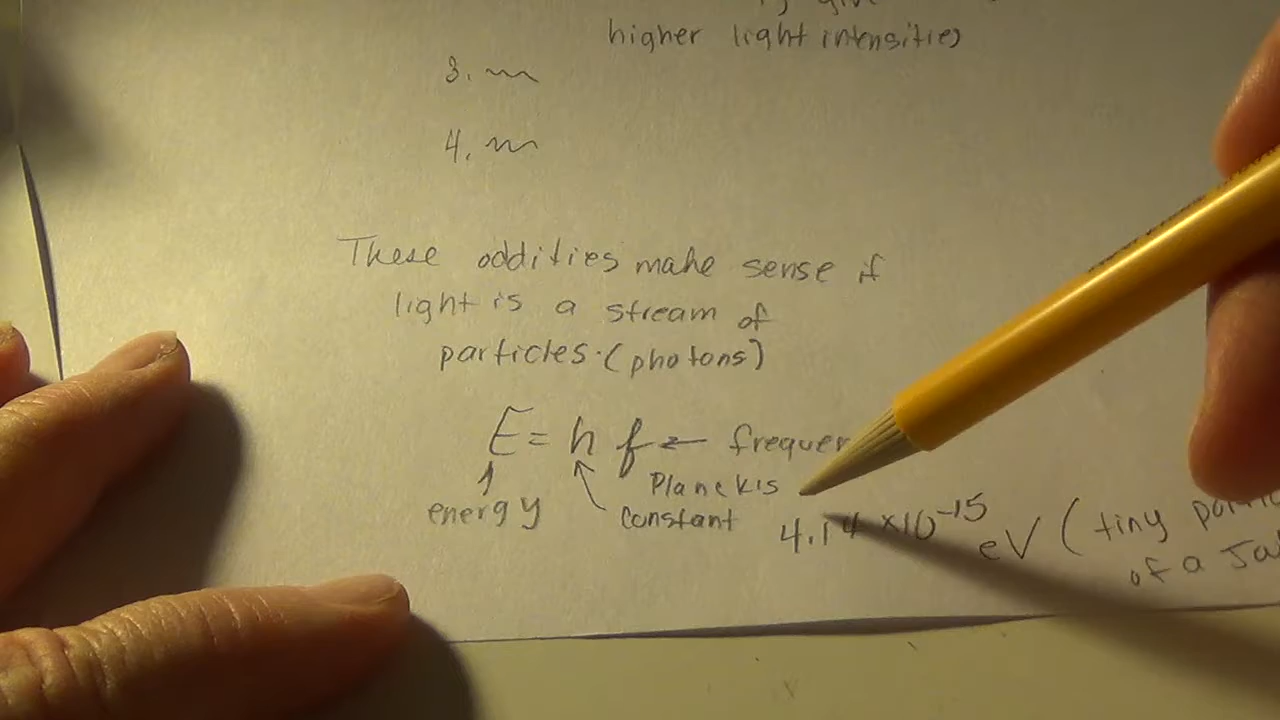 higher light intensities
3.
4.
These oddities make sense if
light is a stream of
particles. (photons)
E = h f ← frequen
Planck's
energy constant
4.14 ×10⁻¹⁵ eV (tiny
of a